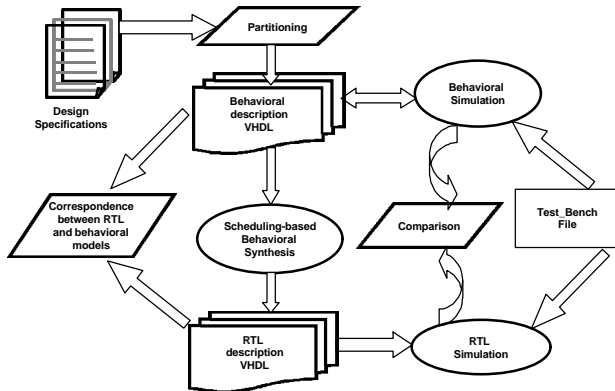 Partitioning
Design
Specifications
Behavioral
description
VHDL
Behavioral
Simulation
Correspondence
between RTL
and behavioral
models
Scheduling-based
Behavioral
Synthesis
Comparison
Test_Bench
File
RTL
description
VHDL
RTL
Simulation